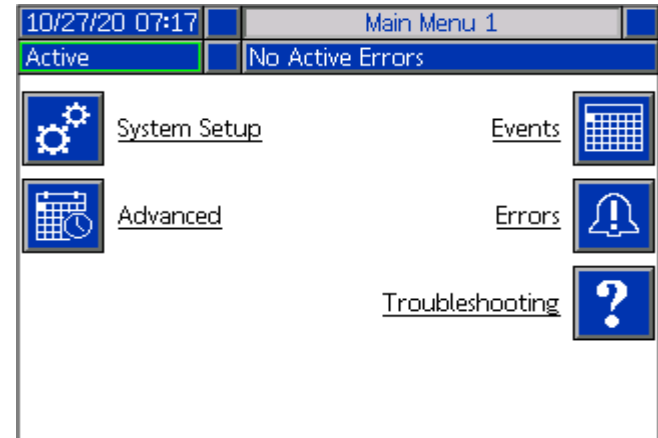 10/27/20 07:17 Main Menu 1
Active No Active Errors
System Setup Events
Advanced Errors
Troubleshooting